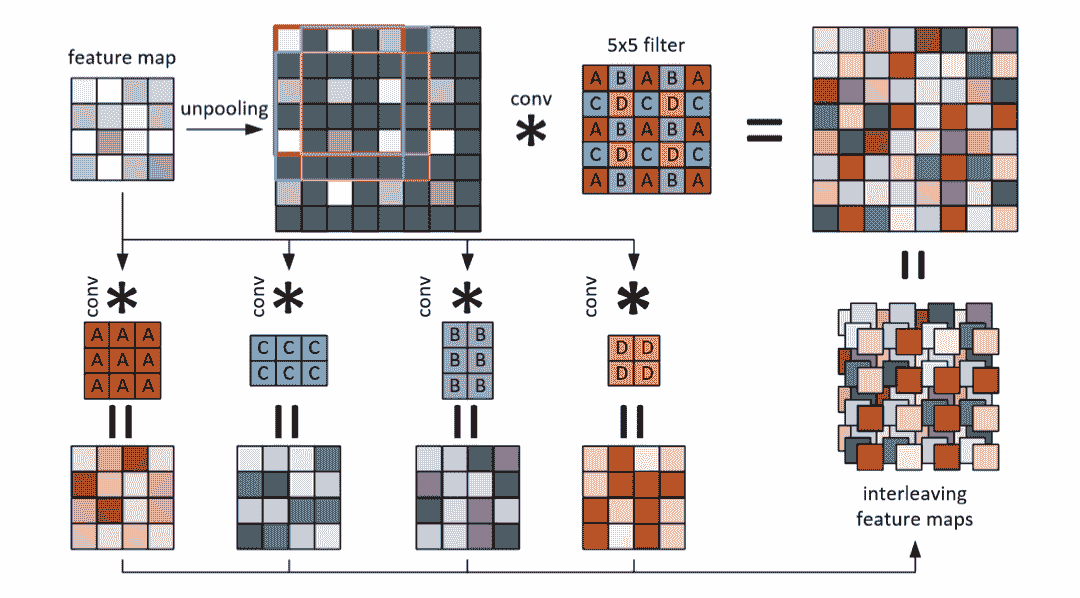 feature map
unpooling
conv
*
5x5 filter
A B A B A
C D C D C
A B A B A
C D C D C
A B A B A
=
conv
*
A A A
A A A
A A A
=
conv
*
C C C
C C C
=
conv
*
B B
B B
B B
=
conv
*
D D
D D
=
=
interleaving
feature maps